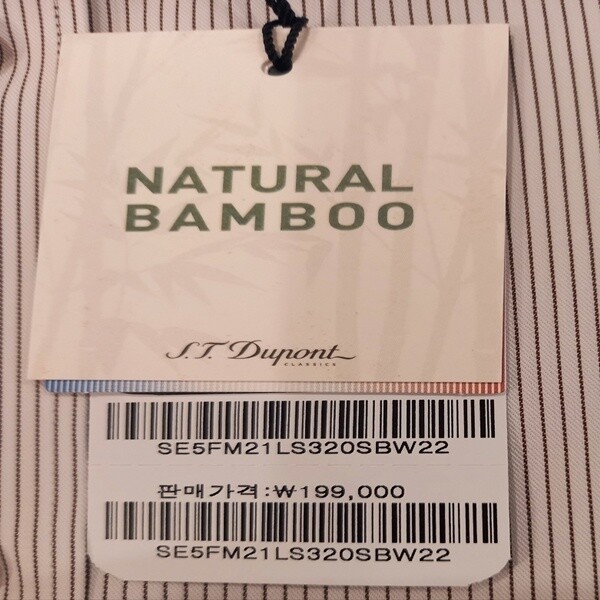 NATURAL
BAMBOO
S.T. Dupont
CLASSICS
SE5FM21LS320SBW22
판매가격:₩199,000
SE5FM21LS320SBW22